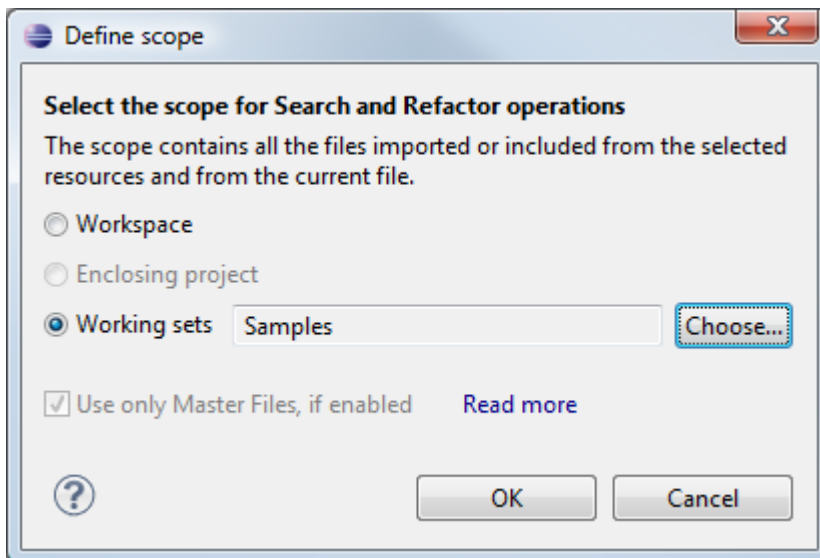 Define scope
Select the scope for Search and Refactor operations
The scope contains all the files imported or included from the selected
resources and from the current file.
Workspace
Enclosing project
Working sets Samples Choose...
Use only Master Files, if enabled Read more
? OK Cancel